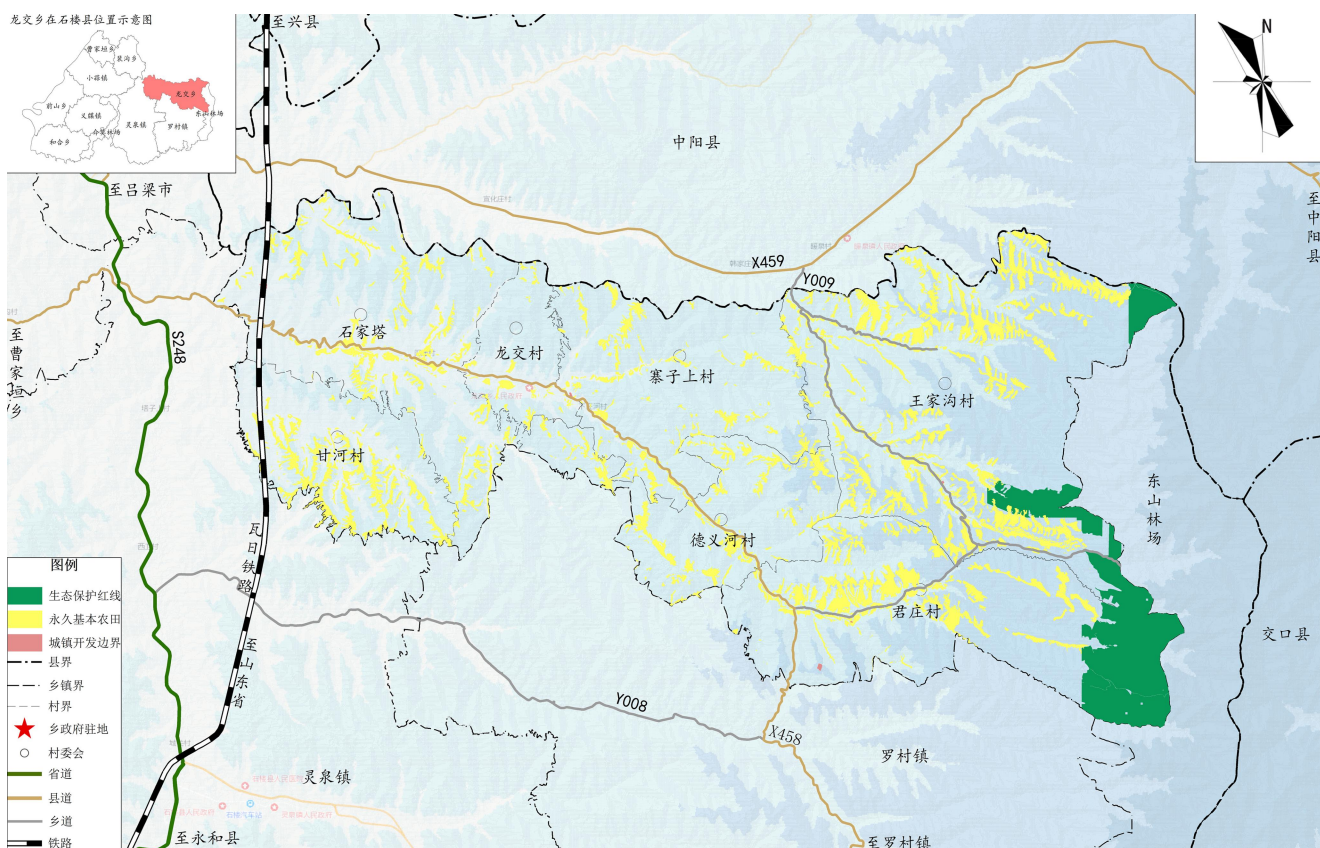 龙交乡在石楼县位置示意图
曹家垣乡
裴沟乡
小蒜镇
龙交乡
前山乡
东山林场
义牒镇
灵泉镇
罗村镇
和合乡
N
至兴县
中阳县
至吕梁市
至中阳县
X459
Y009
石家塔
龙交村
寨子上村
王家沟村
至曹家垣乡
S248
甘河村
东山林场
德义河村
瓦日铁路
君庄村
交口县
至山东省
Y008
X458
罗村镇
灵泉镇
至永和县
至罗村镇
图例
生态保护红线
永久基本农田
城镇开发边界
县界
乡镇界
村界
乡政府驻地
村委会
省道
县道
乡道
铁路